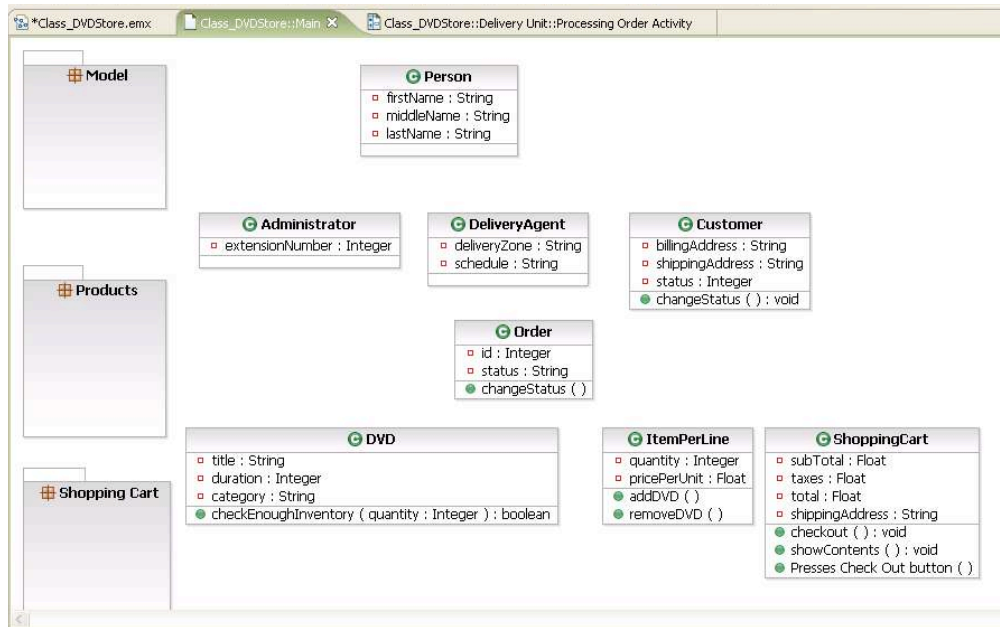 *Class_DVDStore.emx
Class_DVDStore::Main
Class_DVDStore::Delivery Unit::Processing Order Activity
Model
Person
firstName : String
middleName : String
lastName : String
Administrator
extensionNumber : Integer
DeliveryAgent
deliveryZone : String
schedule : String
Customer
billingAddress : String
shippingAddress : String
status : Integer
changeStatus ( ) : void
Products
Order
id : Integer
status : String
changeStatus ( )
DVD
title : String
duration : Integer
category : String
checkEnoughInventory ( quantity : Integer ) : boolean
ItemPerLine
quantity : Integer
pricePerUnit : Float
addDVD ( )
removeDVD ( )
ShoppingCart
subTotal : Float
taxes : Float
total : Float
shippingAddress : String
checkout ( ) : void
showContents ( ) : void
Presses Check Out button ( )
Shopping Cart